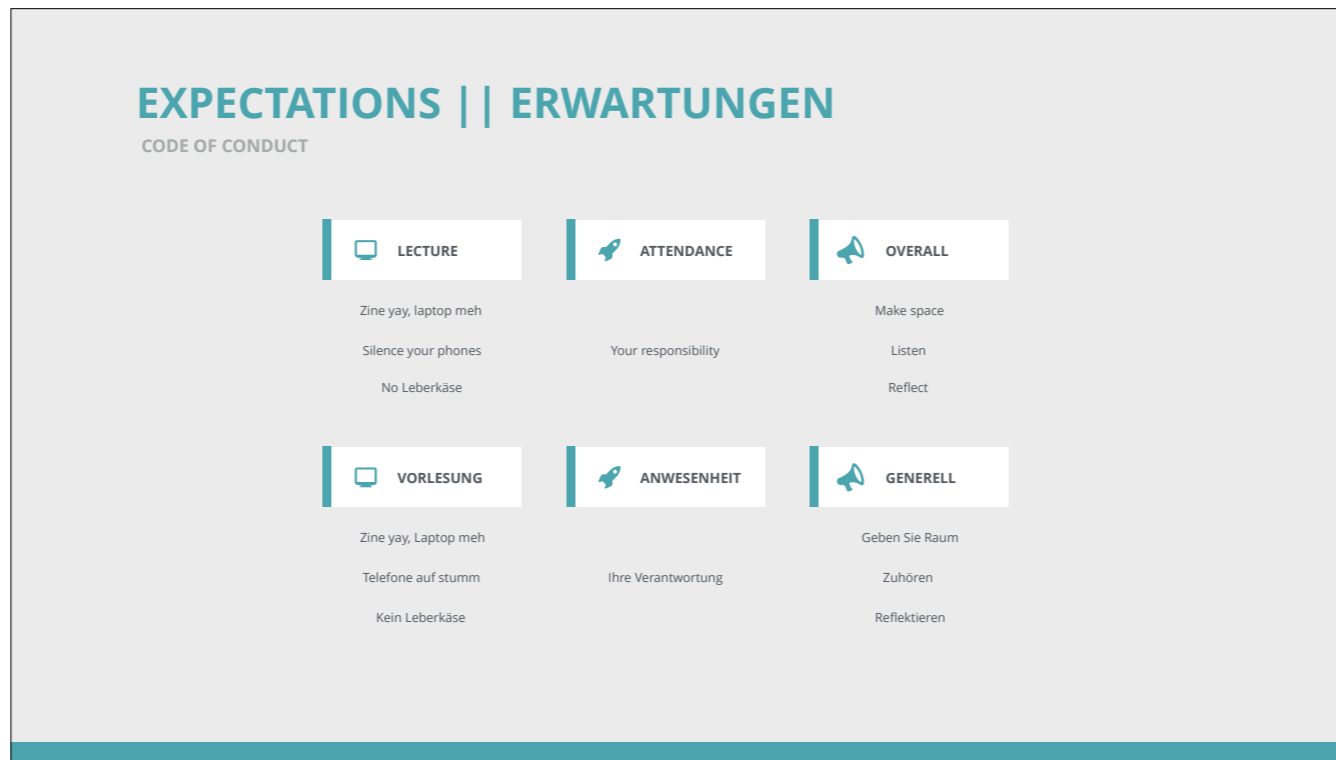 EXPECTATIONS || ERWARTUNGEN
CODE OF CONDUCT
LECTURE
Zine yay, laptop meh
Silence your phones
No Leberkäse
ATTENDANCE
Your responsibility
OVERALL
Make space
Listen
Reflect
VORLESUNG
Zine yay, Laptop meh
Telefone auf stumm
Kein Leberkäse
ANWESENHEIT
Ihre Verantwortung
GENERELL
Geben Sie Raum
Zuhören
Reflektieren